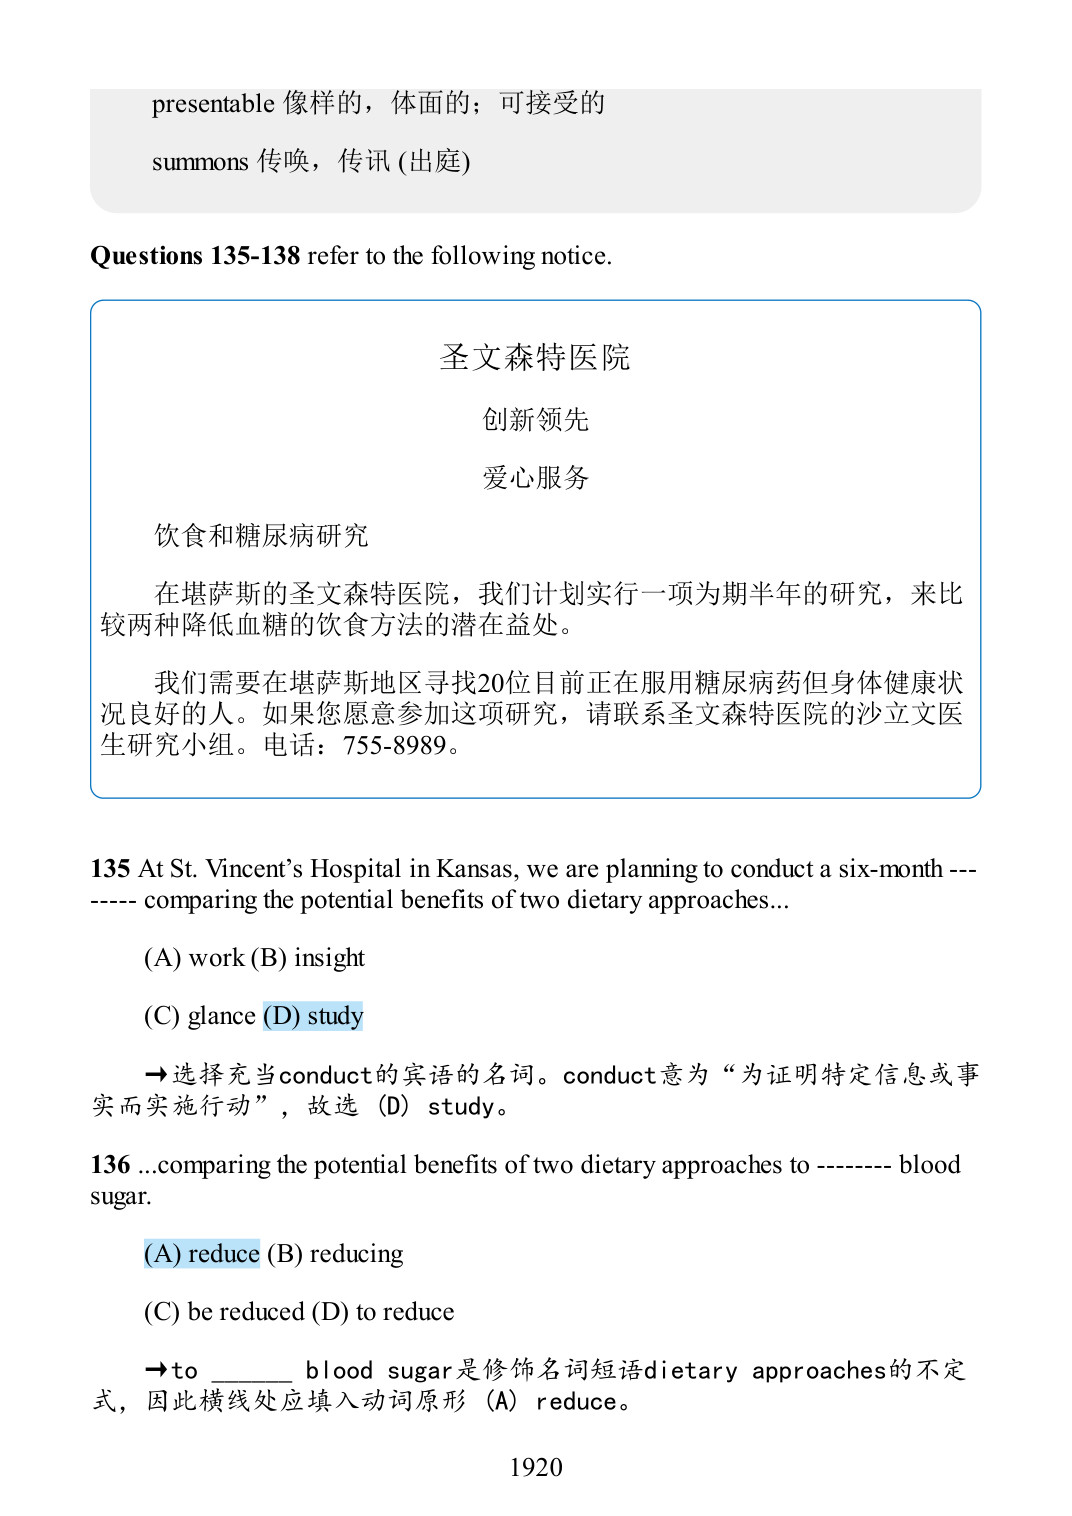 presentable 像样的，体面的；可接受的
summons 传唤，传讯 (出庭)
Questions 135-138 refer to the following notice.
圣文森特医院
创新领先
爱心服务
饮食和糖尿病研究
在堪萨斯的圣文森特医院，我们计划实行一项为期半年的研究，来比
较两种降低血糖的饮食方法的潜在益处。
我们需要在堪萨斯地区寻找20位目前正在服用糖尿病药但身体健康状
况良好的人。如果您愿意参加这项研究，请联系圣文森特医院的沙立文医
生研究小组。电话：755-8989。
135 At St. Vincent’s Hospital in Kansas, we are planning to conduct a six-month ---
----- comparing the potential benefits of two dietary approaches...
(A) work (B) insight
(C) glance (D) study
→选择充当conduct的宾语的名词。conduct意为“为证明特定信息或事
实而实施行动”，故选 (D) study。
136 ...comparing the potential benefits of two dietary approaches to -------- blood
sugar.
(A) reduce (B) reducing
(C) be reduced (D) to reduce
→to ______ blood sugar是修饰名词短语dietary approaches的不定
式，因此横线处应填入动词原形 (A) reduce。
1920